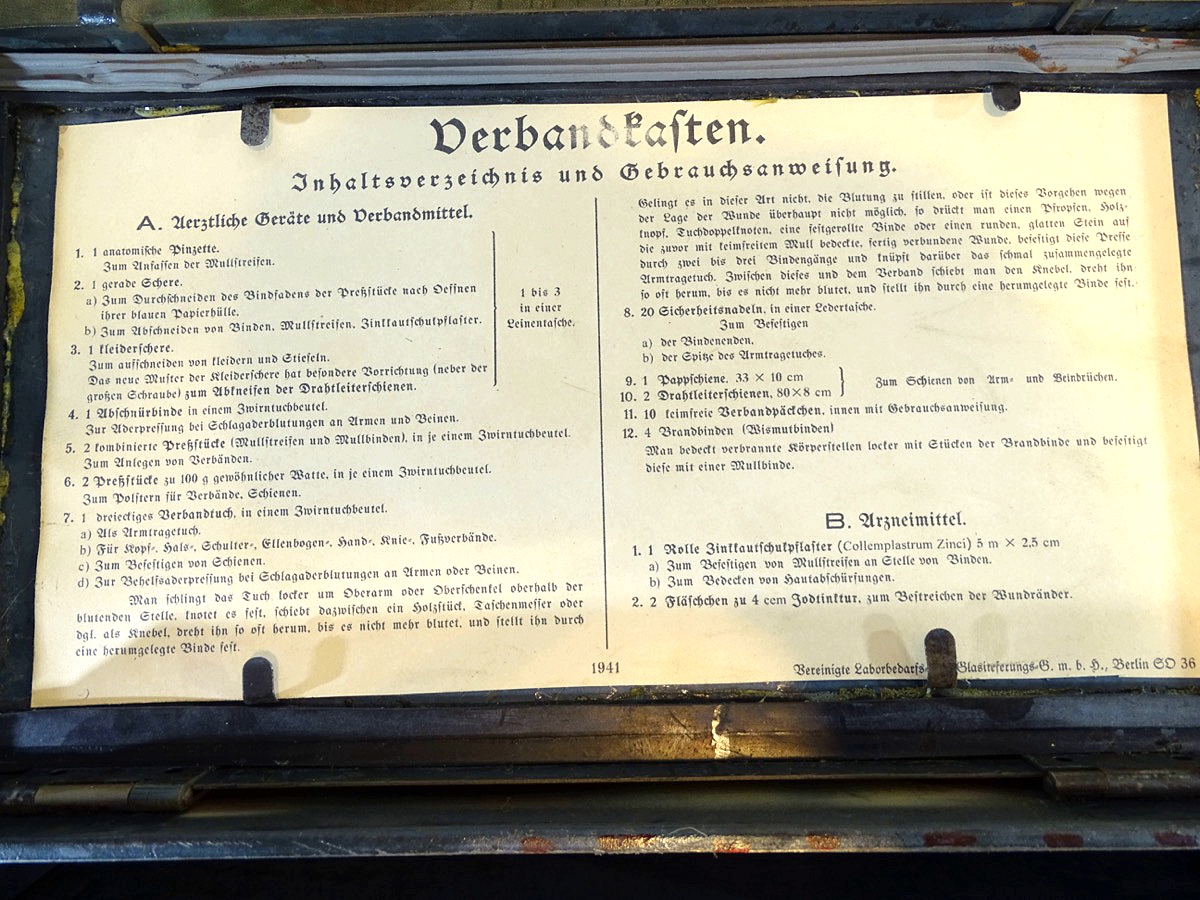 Verbandkasten.
Inhaltsverzeichnis und Gebrauchsanweisung.
A. Aerztliche Geräte und Verbandmittel.
1. 1 anatomische Pinzette.
Zum Anfassen der Mullstreifen.
2. 1 gerade Schere.
a) Zum Durchschneiden des Bindfadens der Preßstücke nach Oeffnen
ihrer blauen Papierhülle.
b) Zum Abschneiden von Binden, Mullstreifen, Zinkkautschukpflaster.
3. 1 Kleiderschere.
Zum aufschneiden von Kleidern und Stiefeln.
Das neue Muster der Kleiderschere hat besondere Vorrichtung (neber der
großen Schraube) zum Abkneifen der Drahtleiterschienen.
1 bis 3
in einer
Leinentasche.
4. 1 Abschnürbinde in einem Zwirntuchbeutel.
Zur Aderpressung bei Schlagaderblutungen an Armen und Beinen.
5. 2 kombinierte Preßstücke (Mullstreifen und Mullbinden), in je einem Zwirntuchbeutel.
Zum Anlegen von Verbänden.
6. 2 Preßstücke zu 100 g gewöhnlicher Watte, in je einem Zwirntuchbeutel.
Zum Polstern für Verbände, Schienen.
7. 1 dreieckiges Verbandtuch, in einem Zwirntuchbeutel.
a) Als Armtragetuch.
b) Für Kopf-, Hals-, Schulter-, Ellenbogen-, Hand-, Knie-, Fußverbände.
c) Zum Befestigen von Schienen.
d) Zur Behelfsaderpressung bei Schlagaderblutungen an Armen oder Beinen.
Man schlingt das Tuch locker um Oberarm oder Oberschenkel oberhalb der
blutenden Stelle, knotet es fest, schiebt dazwischen ein Holzstück, Taschenmesser oder
dgl. als Knebel, dreht ihn so oft herum, bis es nicht mehr blutet, und stellt ihn durch
eine herumgelegte Binde fest.
Gelingt es in dieser Art nicht, die Blutung zu stillen, oder ist dieses Vorgehen wegen
der Lage der Wunde überhaupt nicht möglich, so drückt man einen Pfropfen, Holz-
knopf, Tuchdoppelknoten, eine festgerollte Binde oder einen runden, glatten Stein auf
die zuvor mit keimfreiem Mull bedeckte, fertig verbundene Wunde, befestigt diese Presse
durch zwei bis drei Bindengänge und knüpft darüber das schmal zusammengelegte
Armtragetuch. Zwischen dieses und dem Verband schiebt man den Knebel, dreht ihn
so oft herum, bis es nicht mehr blutet, und stellt ihn durch eine herumgelegte Binde fest.
8. 20 Sicherheitsnadeln, in einer Ledertasche.
Zum Befestigen
a) der Bindenenden,
b) der Spitze des Armtragetuches.
9. 1 Pappschiene, 33 × 10 cm
10. 2 Drahtleiterschienen, 80×8 cm
Zum Schienen von Arm- und Beinbrüchen.
11. 10 keimfreie Verbandpäckchen, innen mit Gebrauchsanweisung.
12. 4 Brandbinden (Wismutbinden)
Man bedeckt verbrannte Körperstellen locker mit Stücken der Brandbinde und befestigt
diese mit einer Mullbinde.
B. Arzneimittel.
1. 1 Rolle Zinkkautschukpflaster (Collemplastrum Zinci) 5 m × 2,5 cm
a) Zum Befestigen von Mullstreifen an Stelle von Binden.
b) Zum Bedecken von Hautabschürfungen.
2. 2 Fläschchen zu 4 ccm Jodtinktur, zum Bestreichen der Wundränder.
1941
Vereinigte Laborbedarfs- Glaslieferungs-G. m. b. H., Berlin SO 36